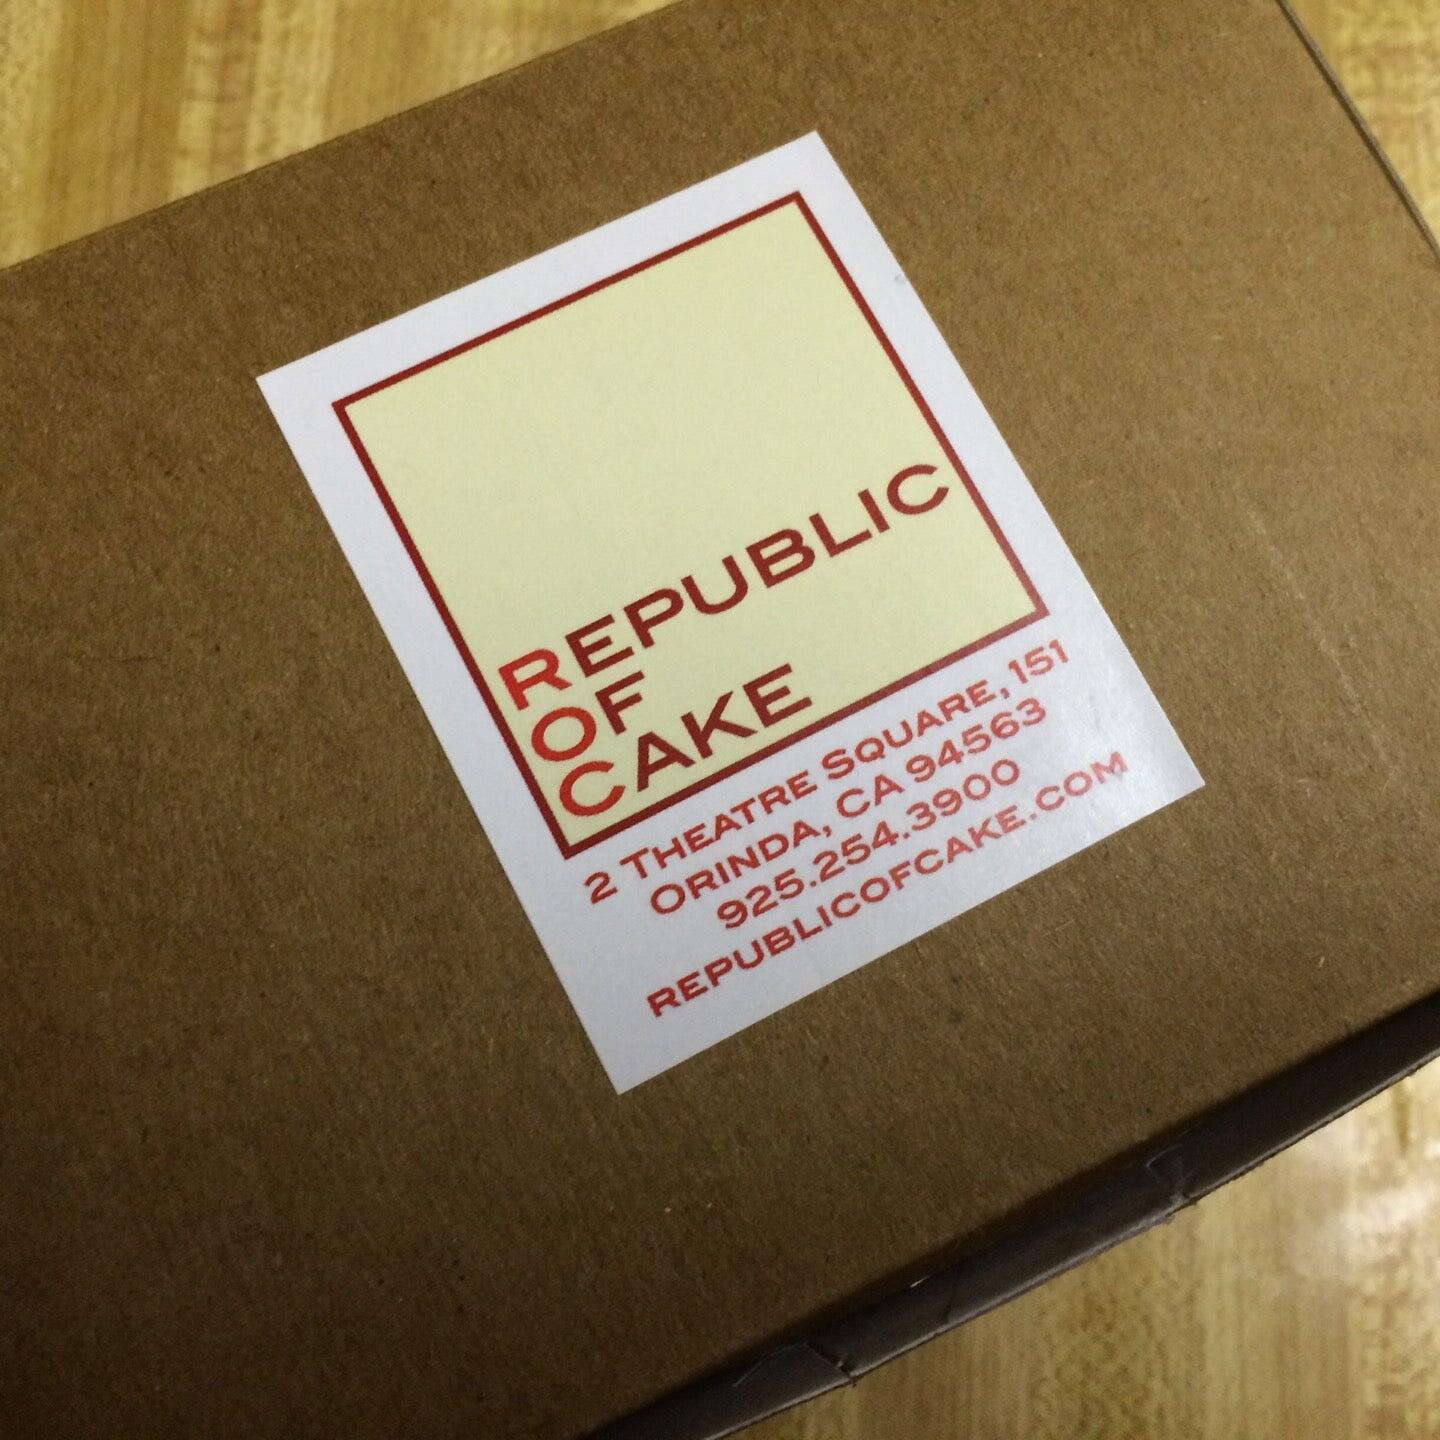 REPUBLIC
OF
CAKE
2 THEATRE SQUARE, 151
ORINDA, CA 94563
925.254.3900
REPUBLICOFCAKE.COM